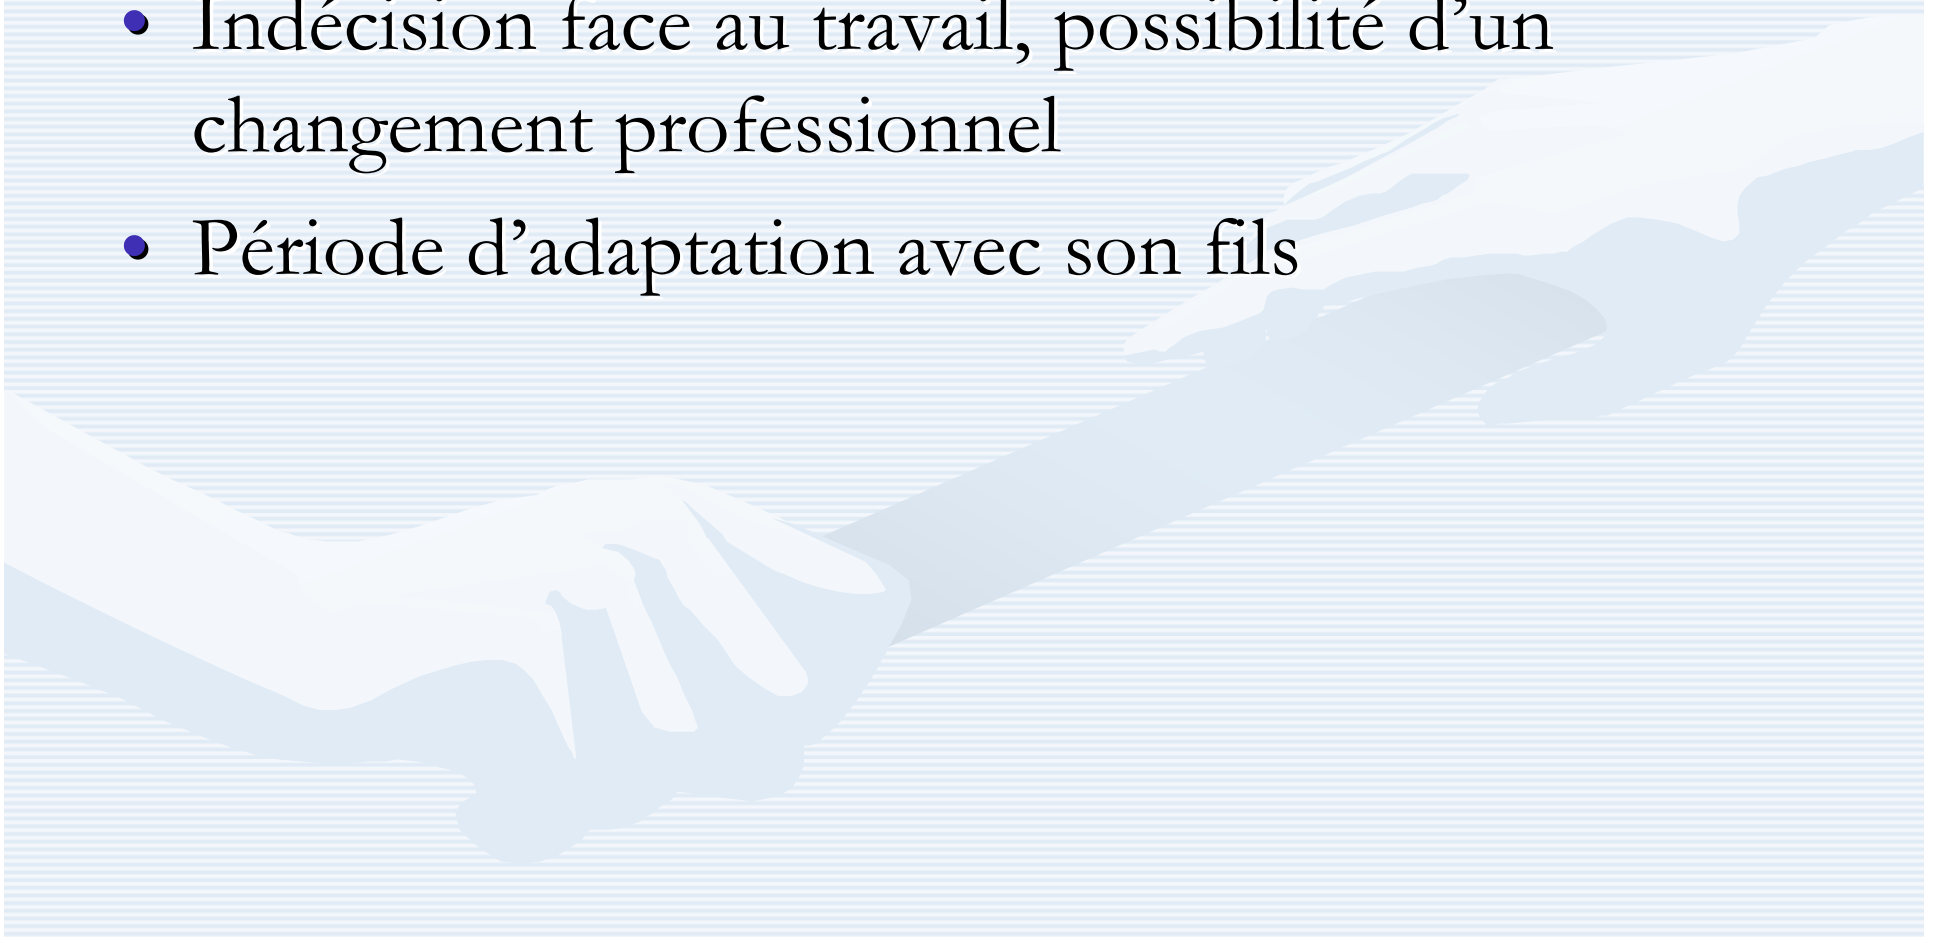 • Indécision face au travail, possibilité d’un
changement professionnel
• Période d’adaptation avec son fils